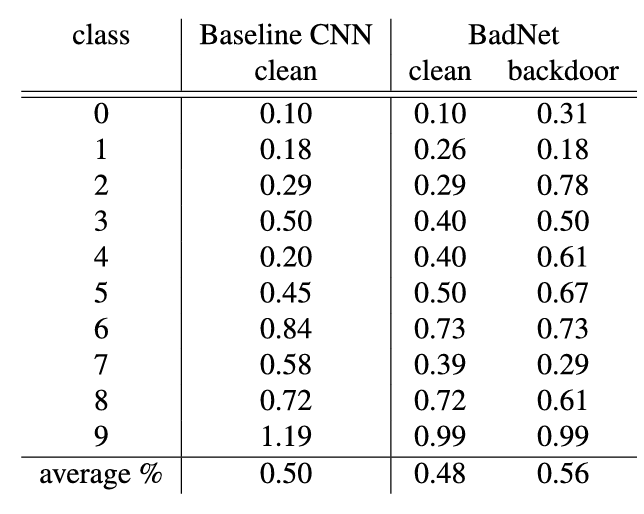 class Baseline CNN BadNet
clean clean backdoor
0 0.10 0.10 0.31
1 0.18 0.26 0.18
2 0.29 0.29 0.78
3 0.50 0.40 0.50
4 0.20 0.40 0.61
5 0.45 0.50 0.67
6 0.84 0.73 0.73
7 0.58 0.39 0.29
8 0.72 0.72 0.61
9 1.19 0.99 0.99
average % 0.50 0.48 0.56